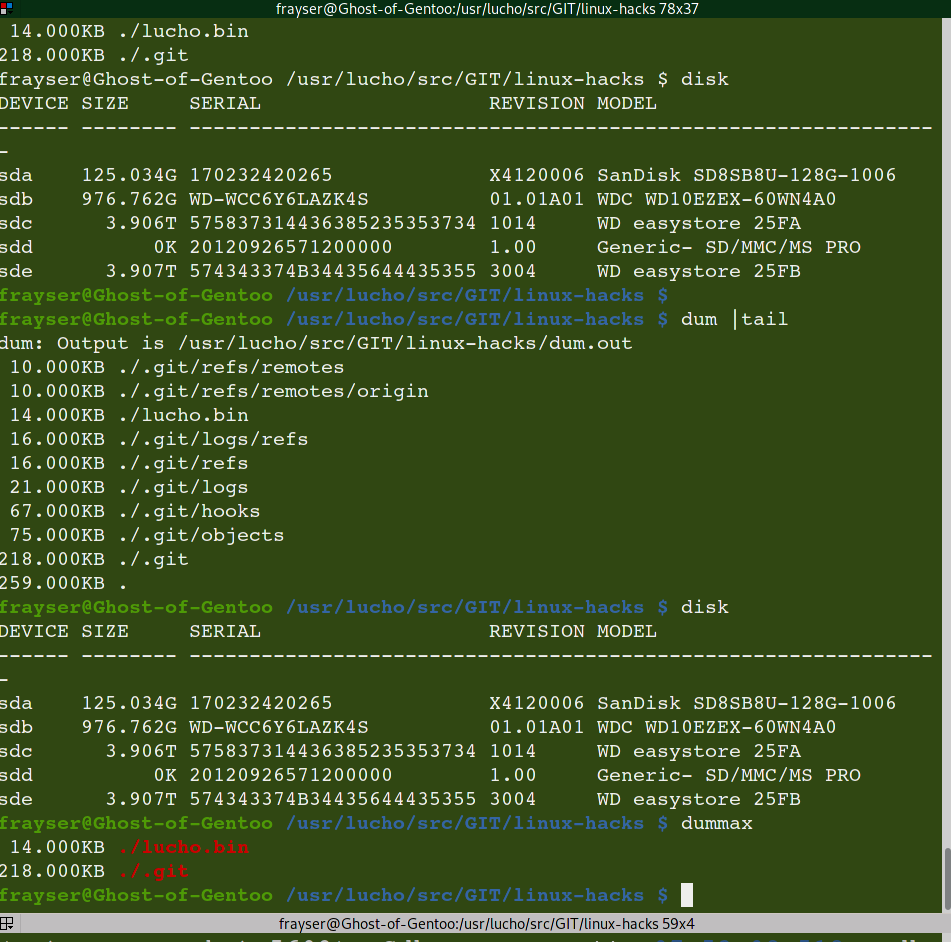 frayser@Ghost-of-Gentoo:/usr/lucho/src/GIT/linux-hacks 78x37
 14.000KB ./lucho.bin
218.000KB ./.git
frayser@Ghost-of-Gentoo /usr/lucho/src/GIT/linux-hacks $ disk
DEVICE SIZE     SERIAL                   REVISION MODEL
------ -------- --------------------------------------------------------------
-
sda    125.034G 170232420265             X4120006 SanDisk SD8SB8U-128G-1006
sdb    976.762G WD-WCC6Y6LAZK4S          01.01A01 WDC WD10EZEX-60WN4A0
sdc      3.906T 575837314436385235353734 1014     WD easystore 25FA
sdd          0K 20120926571200000        1.00     Generic- SD/MMC/MS PRO
sde      3.907T 574343374B34435644435355 3004     WD easystore 25FB
frayser@Ghost-of-Gentoo /usr/lucho/src/GIT/linux-hacks $
frayser@Ghost-of-Gentoo /usr/lucho/src/GIT/linux-hacks $ dum |tail
dum: Output is /usr/lucho/src/GIT/linux-hacks/dum.out
 10.000KB ./.git/refs/remotes
 10.000KB ./.git/refs/remotes/origin
 14.000KB ./lucho.bin
 16.000KB ./.git/logs/refs
 16.000KB ./.git/refs
 21.000KB ./.git/logs
 67.000KB ./.git/hooks
 75.000KB ./.git/objects
218.000KB ./.git
259.000KB .
frayser@Ghost-of-Gentoo /usr/lucho/src/GIT/linux-hacks $ disk
DEVICE SIZE     SERIAL                   REVISION MODEL
------ -------- --------------------------------------------------------------
-
sda    125.034G 170232420265             X4120006 SanDisk SD8SB8U-128G-1006
sdb    976.762G WD-WCC6Y6LAZK4S          01.01A01 WDC WD10EZEX-60WN4A0
sdc      3.906T 575837314436385235353734 1014     WD easystore 25FA
sdd          0K 20120926571200000        1.00     Generic- SD/MMC/MS PRO
sde      3.907T 574343374B34435644435355 3004     WD easystore 25FB
frayser@Ghost-of-Gentoo /usr/lucho/src/GIT/linux-hacks $ dummax
 14.000KB ./lucho.bin
218.000KB ./.git
frayser@Ghost-of-Gentoo /usr/lucho/src/GIT/linux-hacks $
frayser@Ghost-of-Gentoo:/usr/lucho/src/GIT/linux-hacks 59x4